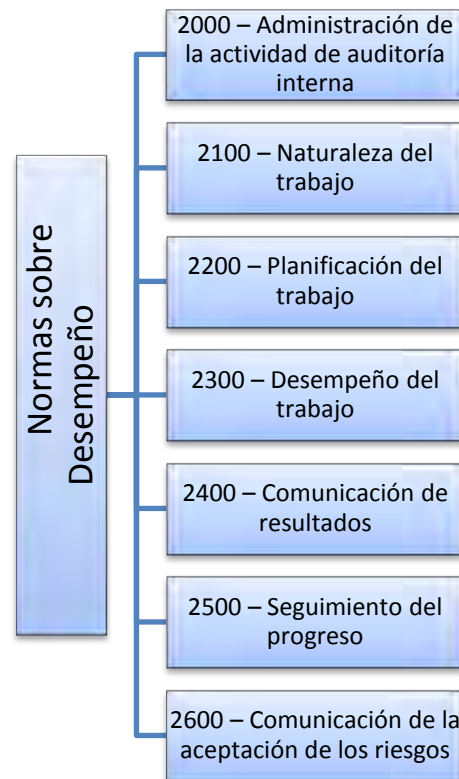 Normas sobre
Desempeño
2000 – Administración de
la actividad de auditoría
interna
2100 – Naturaleza del
trabajo
2200 – Planificación del
trabajo
2300 – Desempeño del
trabajo
2400 – Comunicación de
resultados
2500 – Seguimiento del
progreso
2600 – Comunicación de la
aceptación de los riesgos